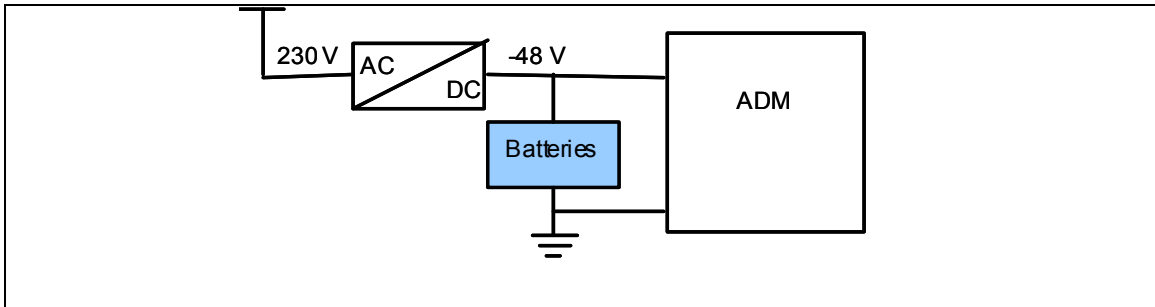 230 V
AC
DC
-48 V
Batteries
ADM